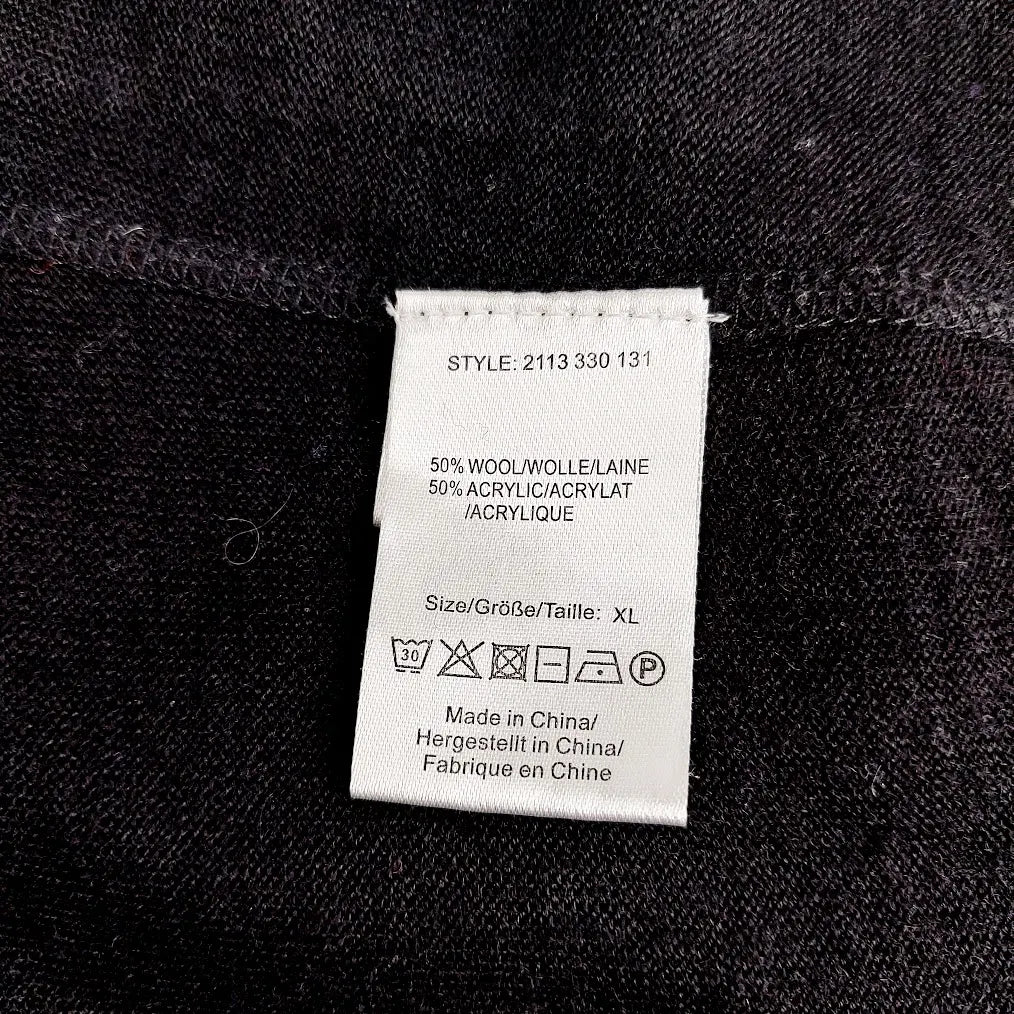 STYLE: 2113 330 131
50% WOOL/WOLLE/LAINE
50% ACRYLIC/ACRYLAT
/ACRYLIQUE
Size/Größe/Taille: XL
30 P
Made in China/
Hergestellt in China/
Fabrique en Chine